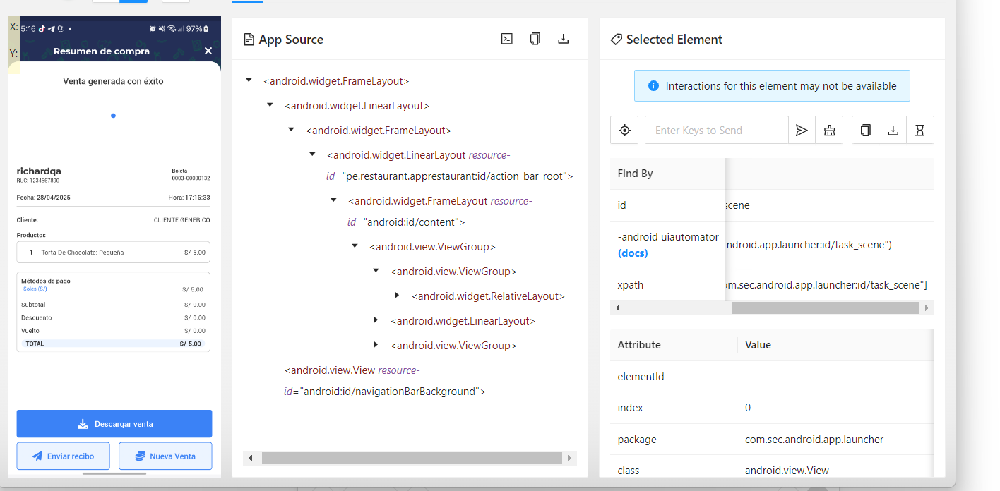 X:
5:16
97%
Y:
Resumen de compra
Venta generada con éxito
richardqa
Boleta
RUC: 1234567890
0003-00000132
Fecha: 28/04/2025
Hora: 17:16:33
Cliente:
CLIENTE GENERICO
Productos
1 Torta De Chocolate: Pequeña S/ 5.00
Métodos de pago
Soles (S/) S/ 5.00
Subtotal S/ 0.00
Descuento S/ 0.00
Vuelto S/ 0.00
TOTAL S/ 5.00
Descargar venta
Enviar recibo
Nueva Venta
App Source
<android.widget.FrameLayout>
<android.widget.LinearLayout>
<android.widget.FrameLayout>
<android.widget.LinearLayout resource-
id="pe.restaurant.apprestaurant:id/action_bar_root">
<android.widget.FrameLayout resource-
id="android:id/content">
<android.view.ViewGroup>
<android.view.ViewGroup>
<android.widget.RelativeLayout>
<android.widget.LinearLayout>
<android.view.ViewGroup>
<android.view.View resource-
id="android:id/navigationBarBackground">
Selected Element
Interactions for this element may not be available
Enter Keys to Send
Find By
id
scene
-android uiautomator
(docs)
ndroid.app.launcher:id/task_scene")
xpath
om.sec.android.app.launcher:id/task_scene"]
Attribute Value
elementId
index 0
package com.sec.android.app.launcher
class android.view.View